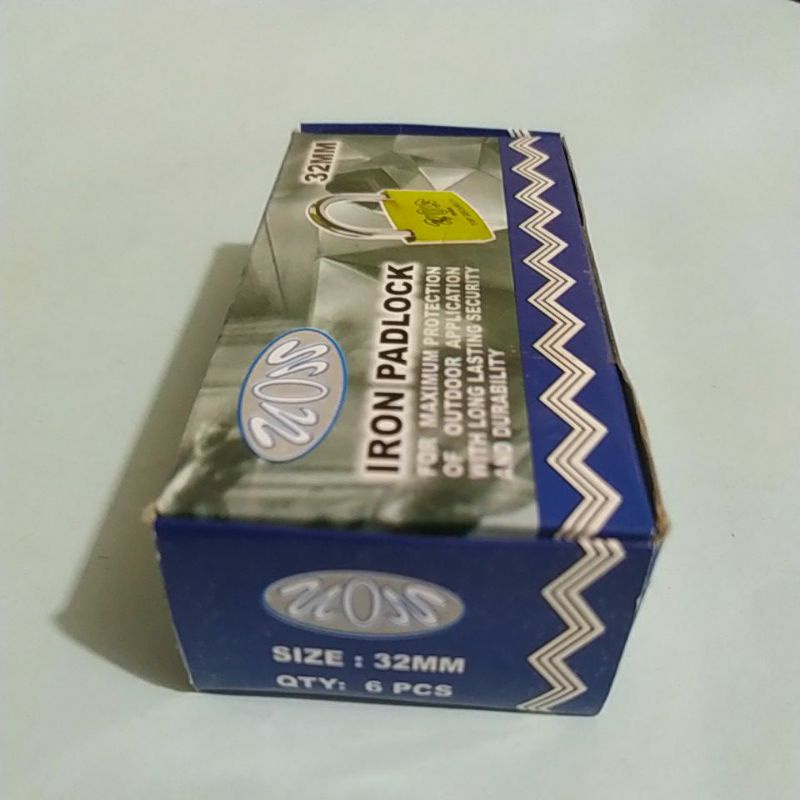 32MM
IRON PADLOCK
FOR MAXIMUM PROTECTION
OF OUTDOOR APPLICATION
WITH LONG LASTING SECURITY
AND DURABILITY
SIZE : 32MM
QTY: 6 PCS